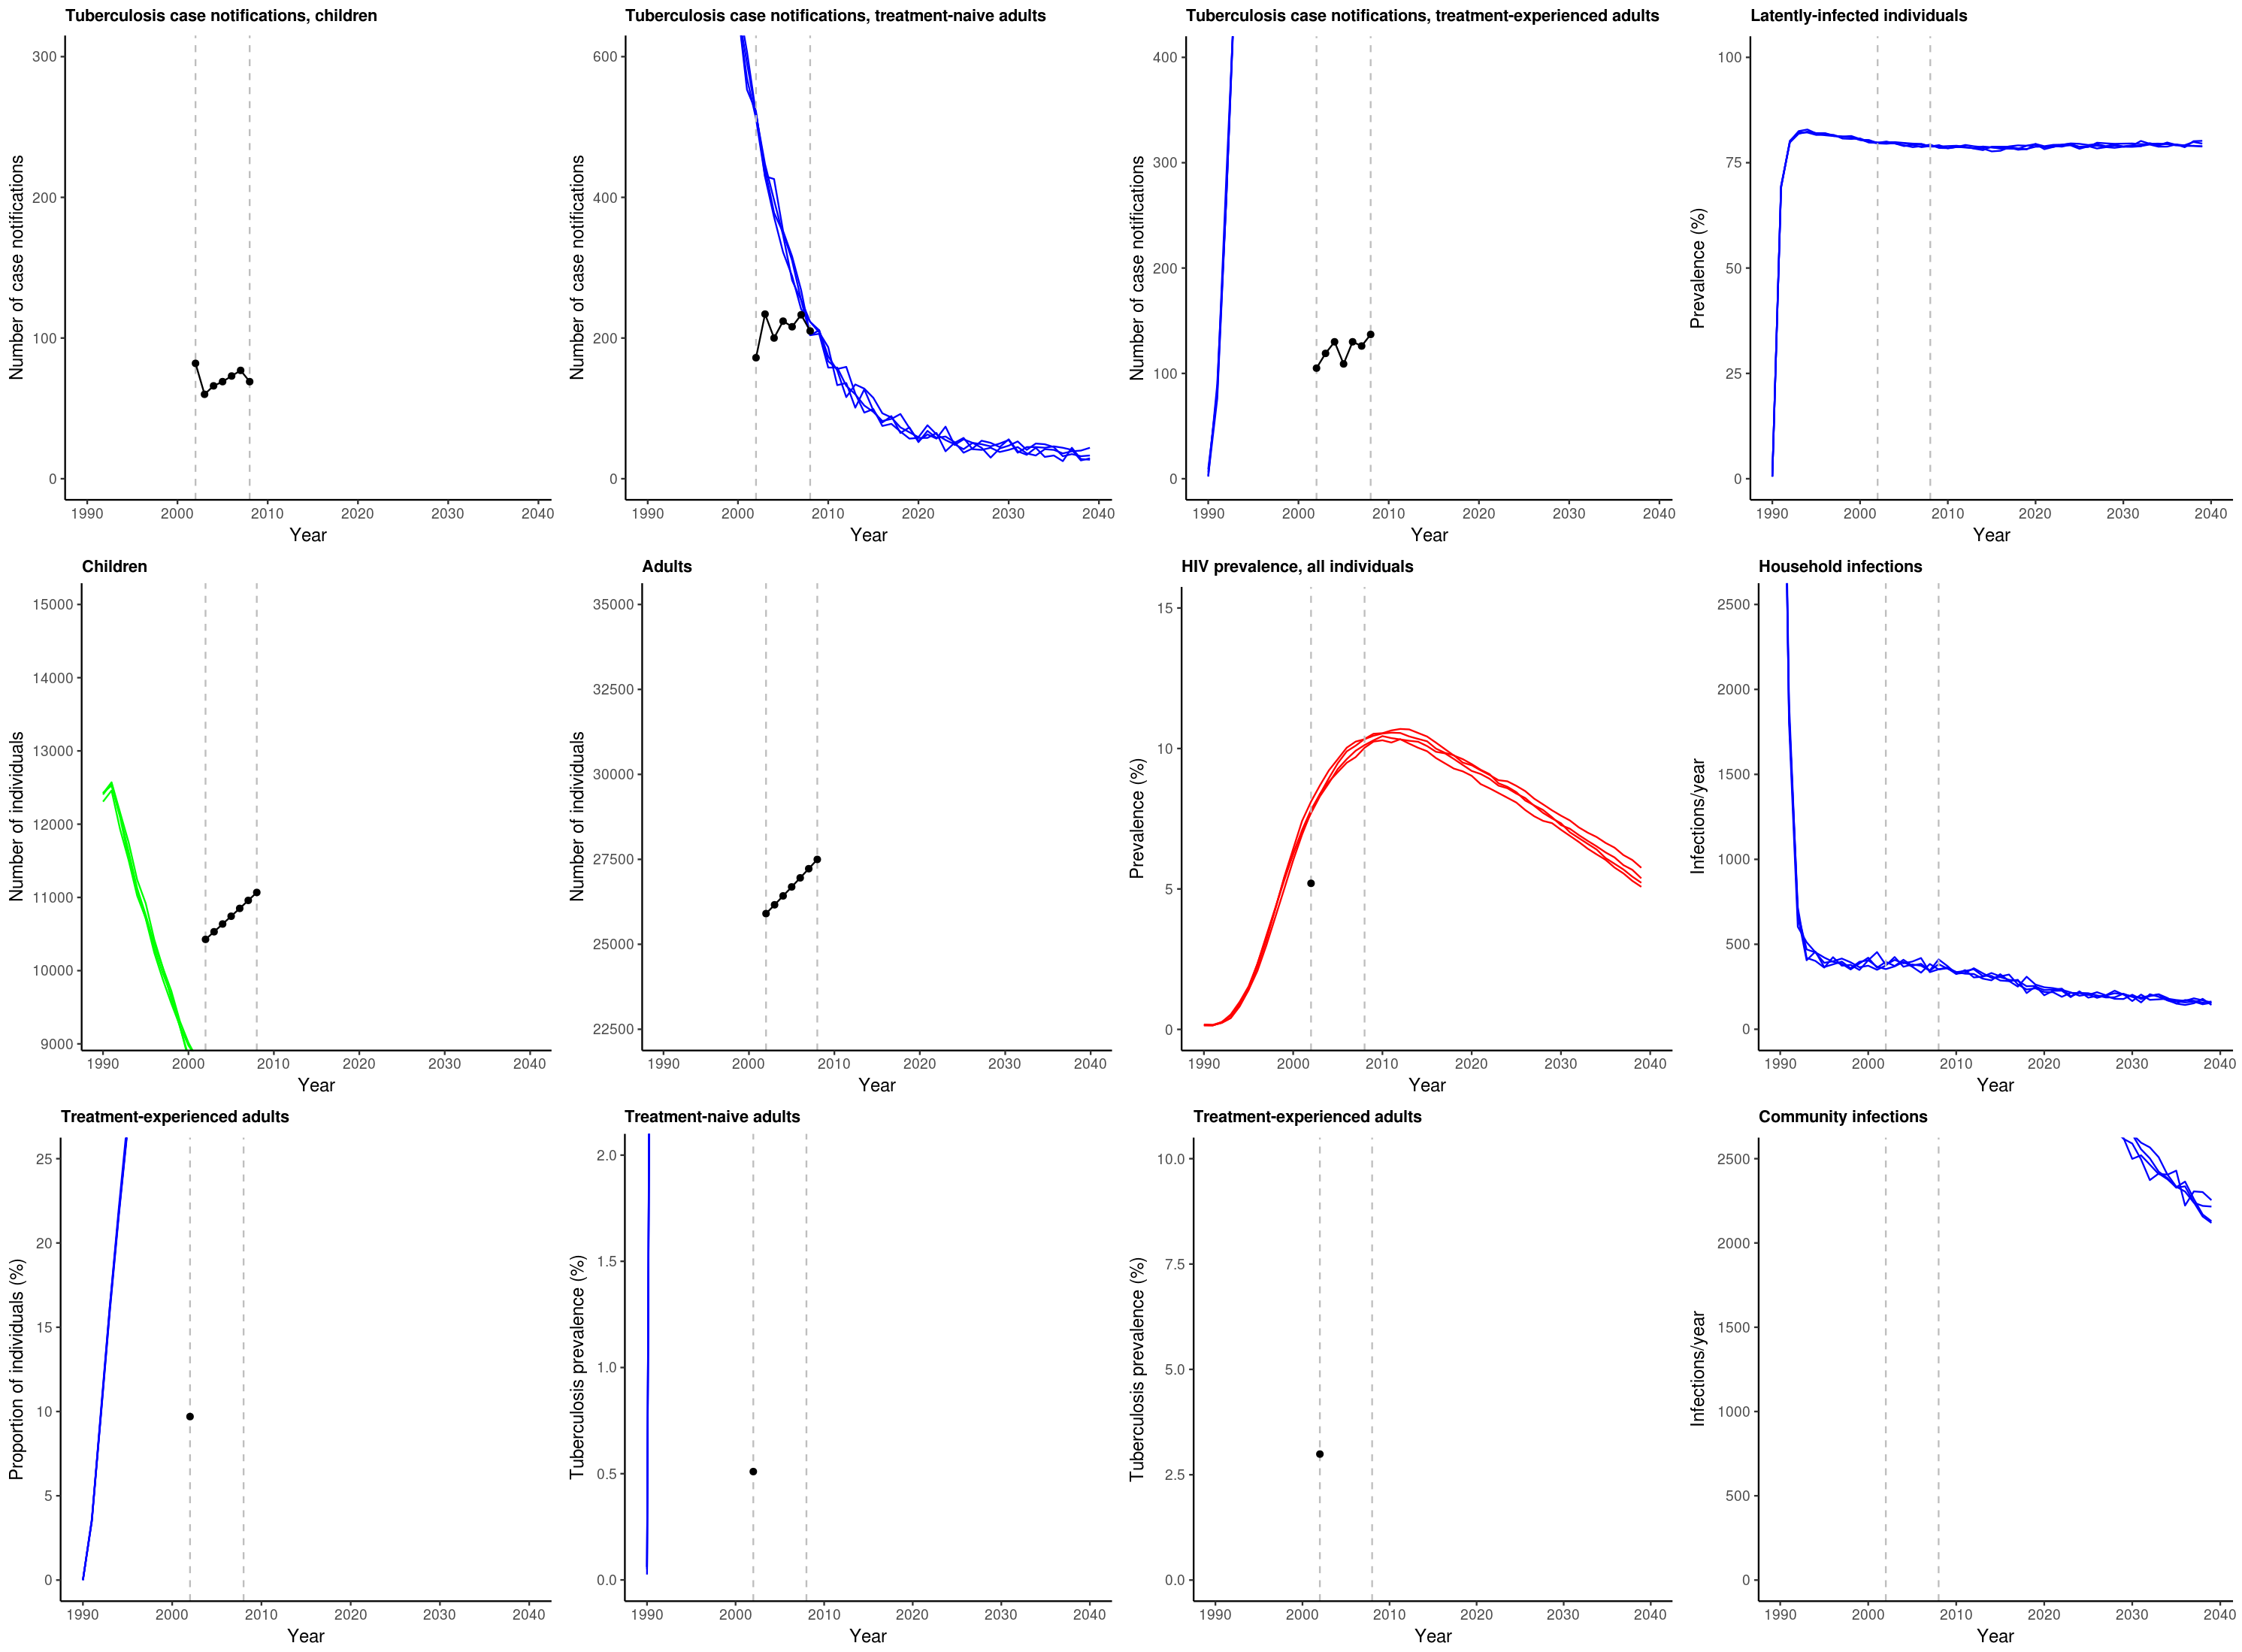 Tuberculosis case notifications, children
300
200
100
0
Number of case notifications
1990 2000 2010 2020 2030 2040
Year
Tuberculosis case notifications, treatment-naive adults
600
400
200
0
Number of case notifications
1990 2000 2010 2020 2030 2040
Year
Tuberculosis case notifications, treatment-experienced adults
400
300
200
100
0
Number of case notifications
1990 2000 2010 2020 2030 2040
Year
Latently-infected individuals
100
75
50
25
0
Prevalence (%)
1990 2000 2010 2020 2030 2040
Year
Children
15000
14000
13000
12000
11000
10000
9000
Number of individuals
1990 2000 2010 2020 2030 2040
Year
Adults
35000
32500
30000
27500
25000
22500
Number of individuals
1990 2000 2010 2020 2030 2040
Year
HIV prevalence, all individuals
15
10
5
0
Prevalence (%)
1990 2000 2010 2020 2030 2040
Year
Household infections
2500
2000
1500
1000
500
0
Infections/year
1990 2000 2010 2020 2030 2040
Year
Treatment-experienced adults
25
20
15
10
5
0
Proportion of individuals (%)
1990 2000 2010 2020 2030 2040
Year
Treatment-naive adults
2.0
1.5
1.0
0.5
0.0
Tuberculosis prevalence (%)
1990 2000 2010 2020 2030 2040
Year
Treatment-experienced adults
10.0
7.5
5.0
2.5
0.0
Tuberculosis prevalence (%)
1990 2000 2010 2020 2030 2040
Year
Community infections
2500
2000
1500
1000
500
0
Infections/year
1990 2000 2010 2020 2030 2040
Year